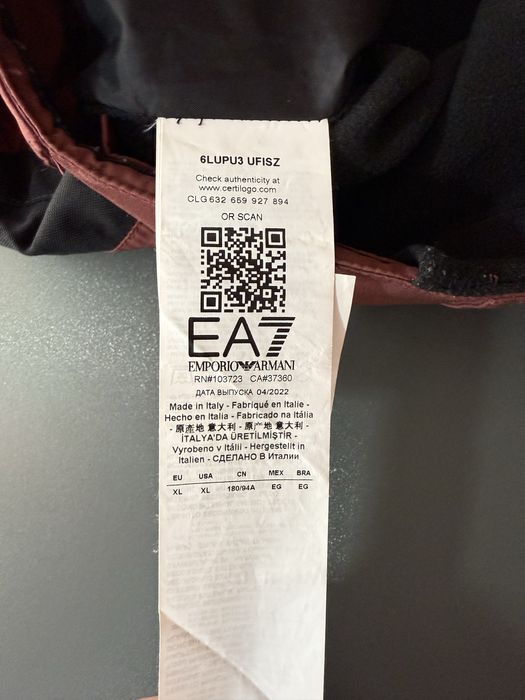 6LUPU3 UFISZ
Check authenticity at
www.certilogo.com
CLG 632 659 927 894
OR SCAN
EA7
EMPORIO ARMANI
RN#103723 CA#37360
ДАТА ВЫПУСКА 04/2022
Made in Italy - Fabriqué en Italie -
Hecho en Italia - Fabricado na Itália
- 原產地 意大利 - 原产地 意大利 -
İTALYA'DA ÜRETİLMİŞTİR -
Vyrobeno v Itálii - Hergestellt in
Italien - СДЕЛАНО В Италии
EU USA CN MEX BRA
XL XL 180/94A EG EG